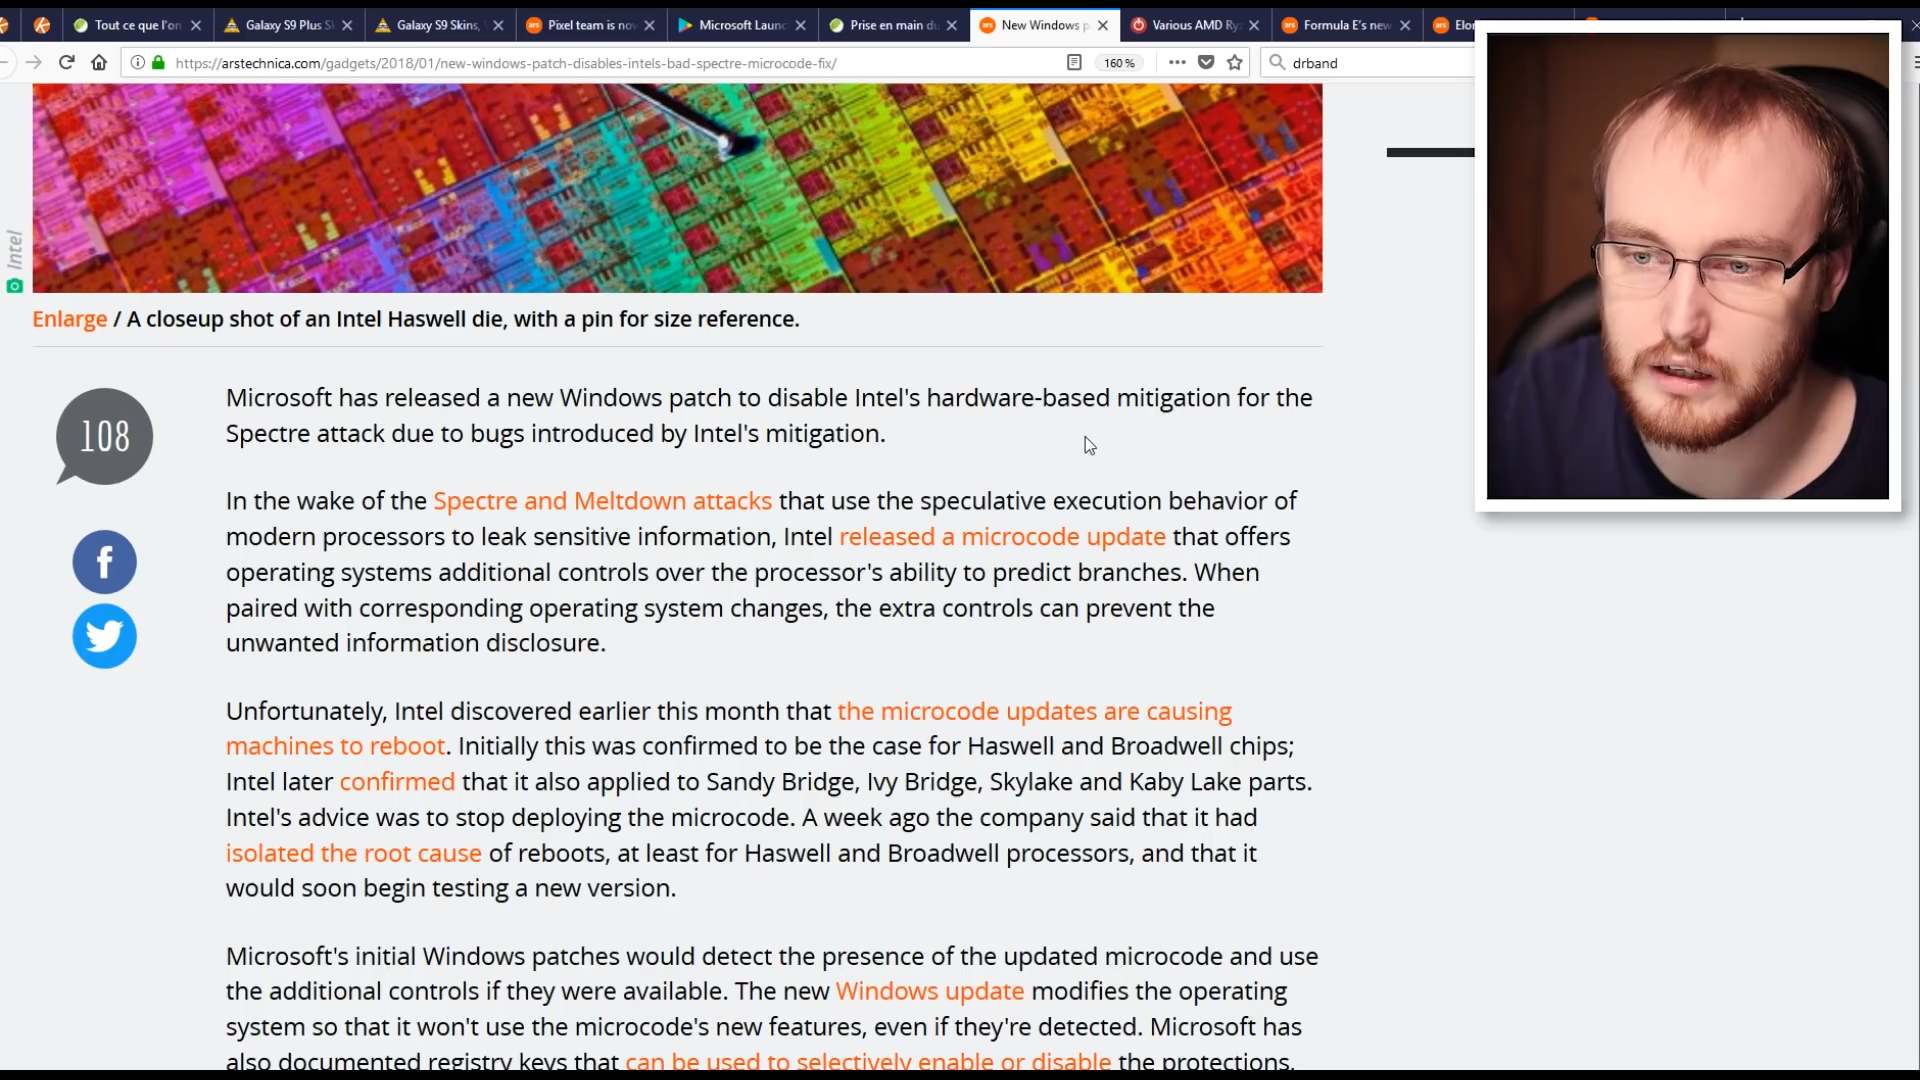 Tout ce que l'on
Galaxy S9 Plus S
Galaxy S9 Skins,
Pixel team is now
Microsoft Launc
Prise en main du
New Windows p
Various AMD Ry
Formula E's new
Elon
https://arstechnica.com/gadgets/2018/01/new-windows-patch-disables-intels-bad-spectre-microcode-fix/
160 %
drband
Intel
Enlarge / A closeup shot of an Intel Haswell die, with a pin for size reference.
108
Microsoft has released a new Windows patch to disable Intel's hardware-based mitigation for the
Spectre attack due to bugs introduced by Intel's mitigation.
In the wake of the Spectre and Meltdown attacks that use the speculative execution behavior of
modern processors to leak sensitive information, Intel released a microcode update that offers
operating systems additional controls over the processor's ability to predict branches. When
paired with corresponding operating system changes, the extra controls can prevent the
unwanted information disclosure.
Unfortunately, Intel discovered earlier this month that the microcode updates are causing
machines to reboot. Initially this was confirmed to be the case for Haswell and Broadwell chips;
Intel later confirmed that it also applied to Sandy Bridge, Ivy Bridge, Skylake and Kaby Lake parts.
Intel's advice was to stop deploying the microcode. A week ago the company said that it had
isolated the root cause of reboots, at least for Haswell and Broadwell processors, and that it
would soon begin testing a new version.
Microsoft's initial Windows patches would detect the presence of the updated microcode and use
the additional controls if they were available. The new Windows update modifies the operating
system so that it won't use the microcode's new features, even if they're detected. Microsoft has
also documented registry keys that can be used to selectively enable or disable the protections.